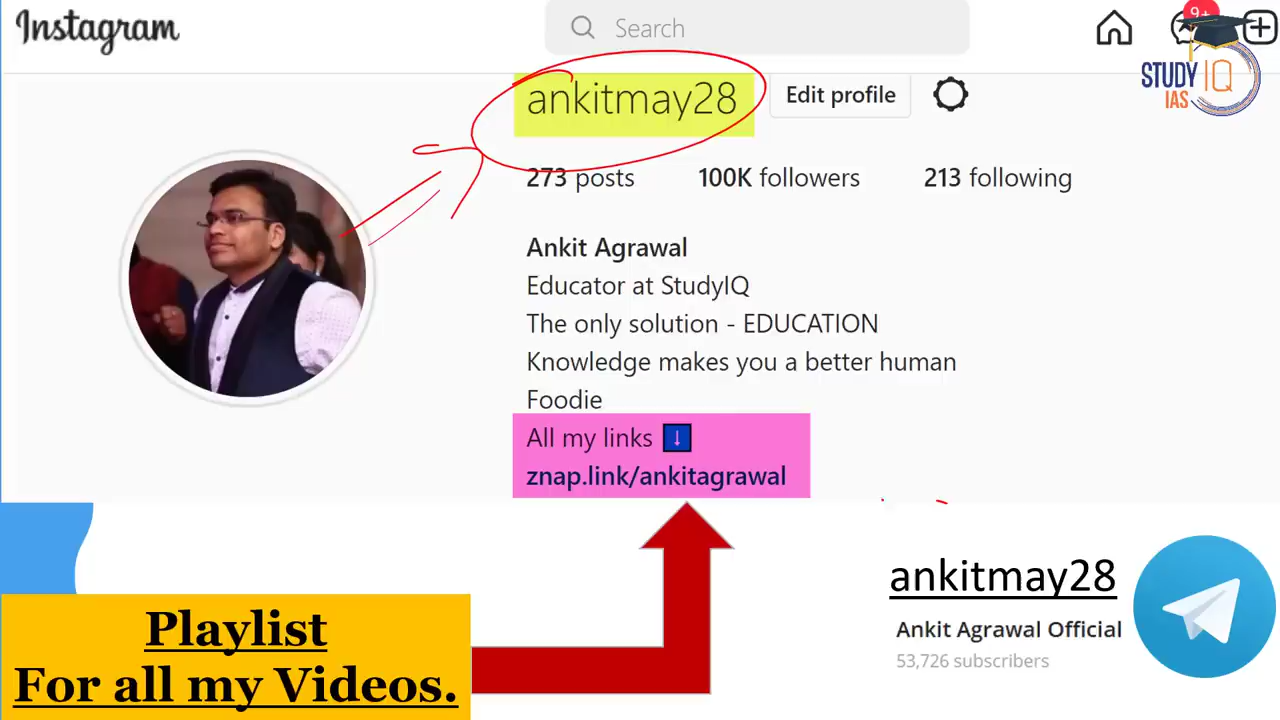 Instagram
Search
9+
STUDY IQ
IAS
ankitmay28
Edit profile
273 posts 100K followers 213 following
Ankit Agrawal
Educator at StudyIQ
The only solution - EDUCATION
Knowledge makes you a better human
Foodie
All my links ⬇
znap.link/ankitagrawal
ankitmay28
Ankit Agrawal Official
53,726 subscribers
Playlist
For all my Videos.